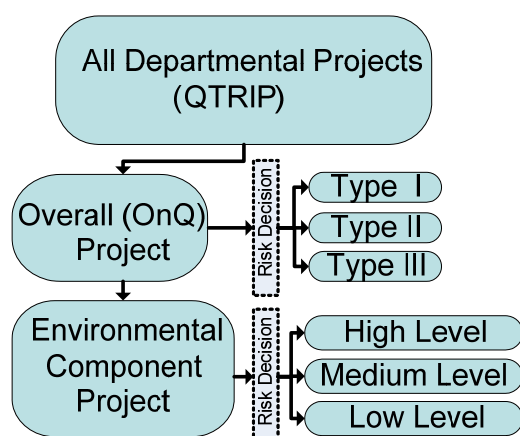 All Departmental Projects
(QTRIP)
Overall (OnQ)
Project
Risk Decision
Type I
Type II
Type III
Environmental
Component
Project
Risk Decision
High Level
Medium Level
Low Level